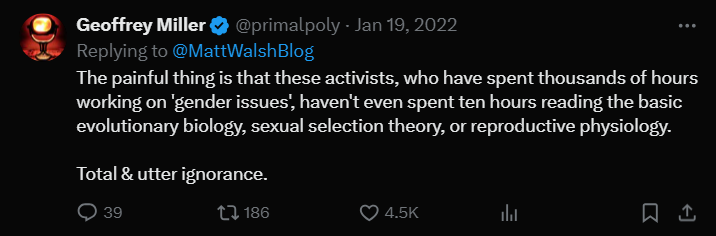 Geoffrey Miller @primalpoly · Jan 19, 2022
Replying to @MattWalshBlog
The painful thing is that these activists, who have spent thousands of hours
working on 'gender issues', haven't even spent ten hours reading the basic
evolutionary biology, sexual selection theory, or reproductive physiology.
Total & utter ignorance.
39 186 4.5K